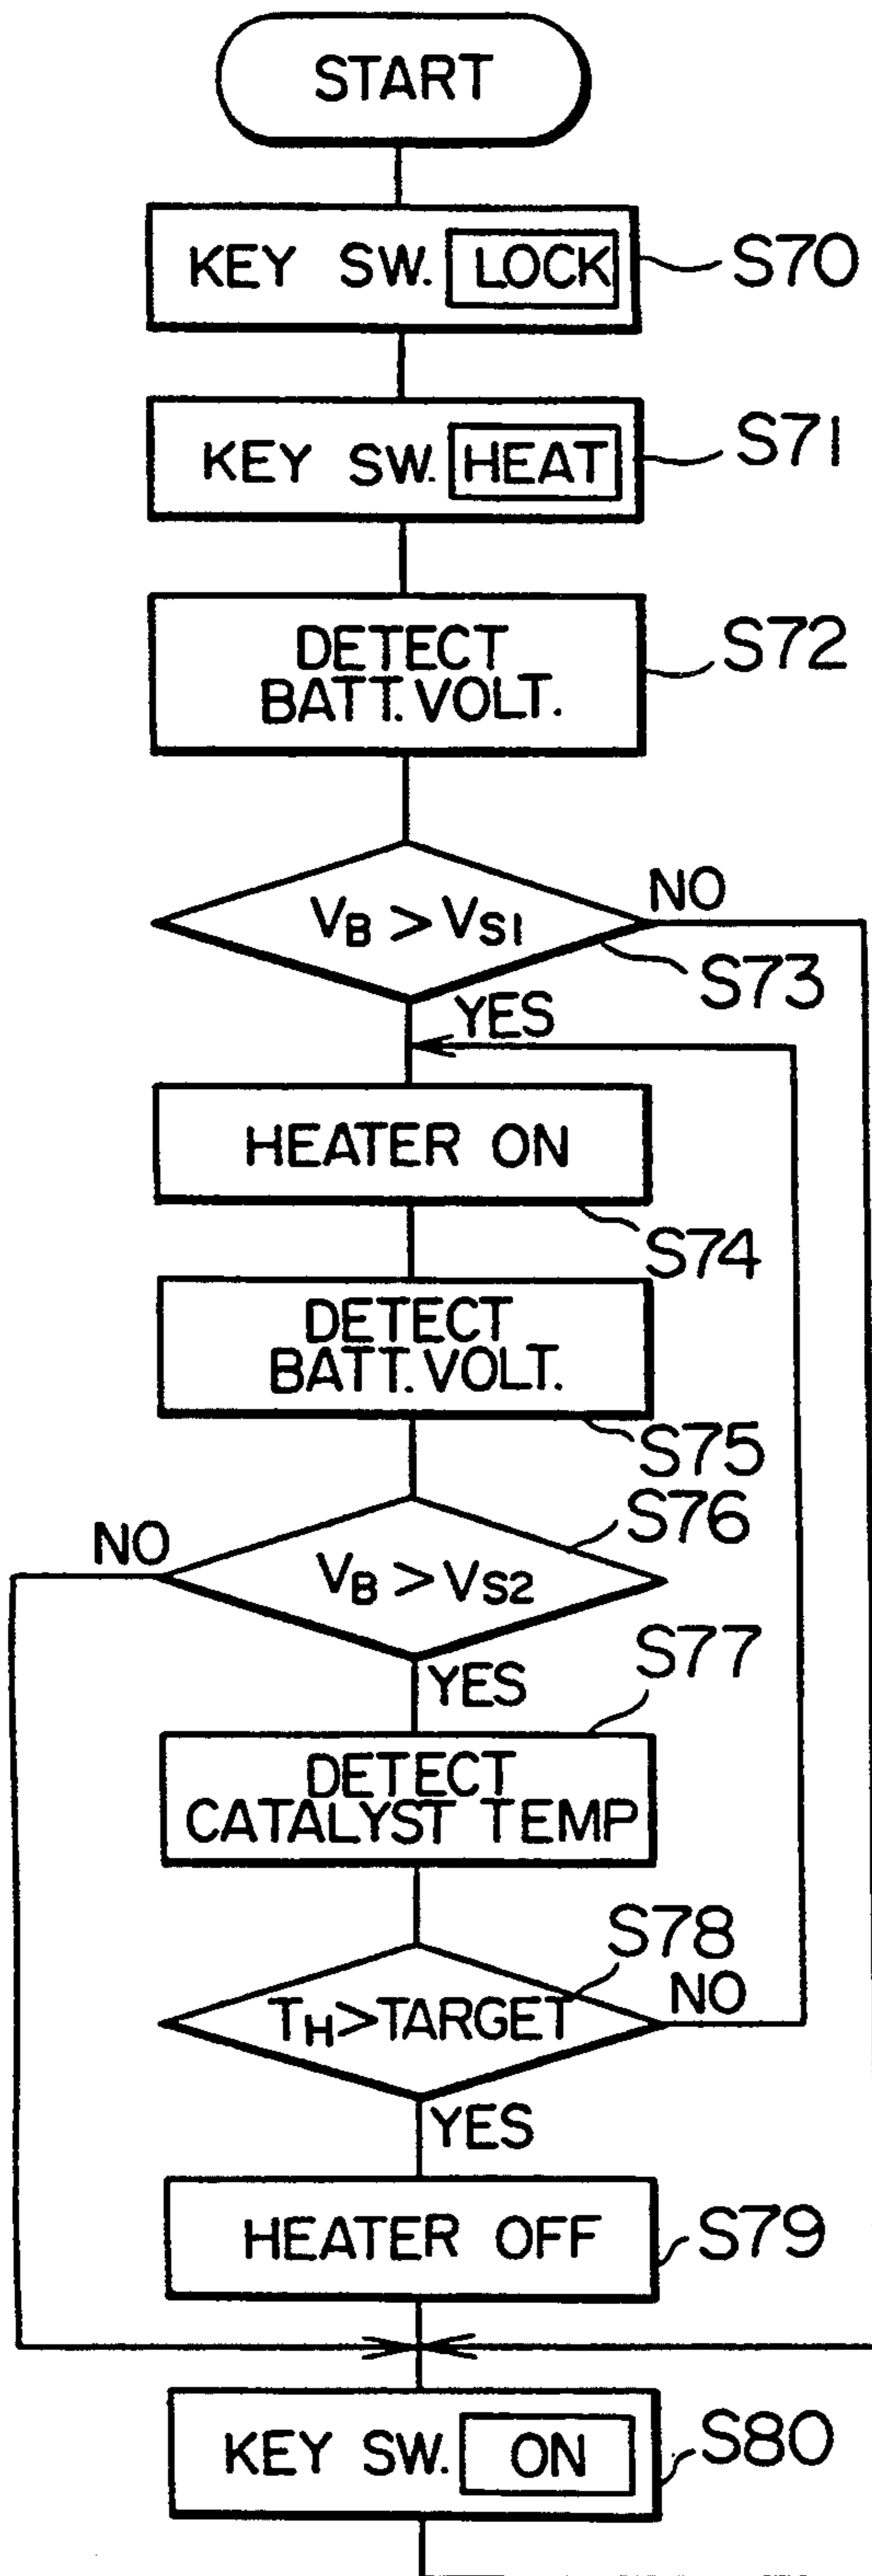 START
KEY SW. LOCK
S70
KEY SW. HEAT
S71
DETECT
BATT. VOLT.
S72
VB > VS1
NO
S73
YES
HEATER ON
S74
DETECT
BATT. VOLT.
S75
S76
NO
VB > VS2
YES
S77
DETECT
CATALYST TEMP
S78
TH>TARGET
NO
YES
HEATER OFF
S79
KEY SW. ON
S80